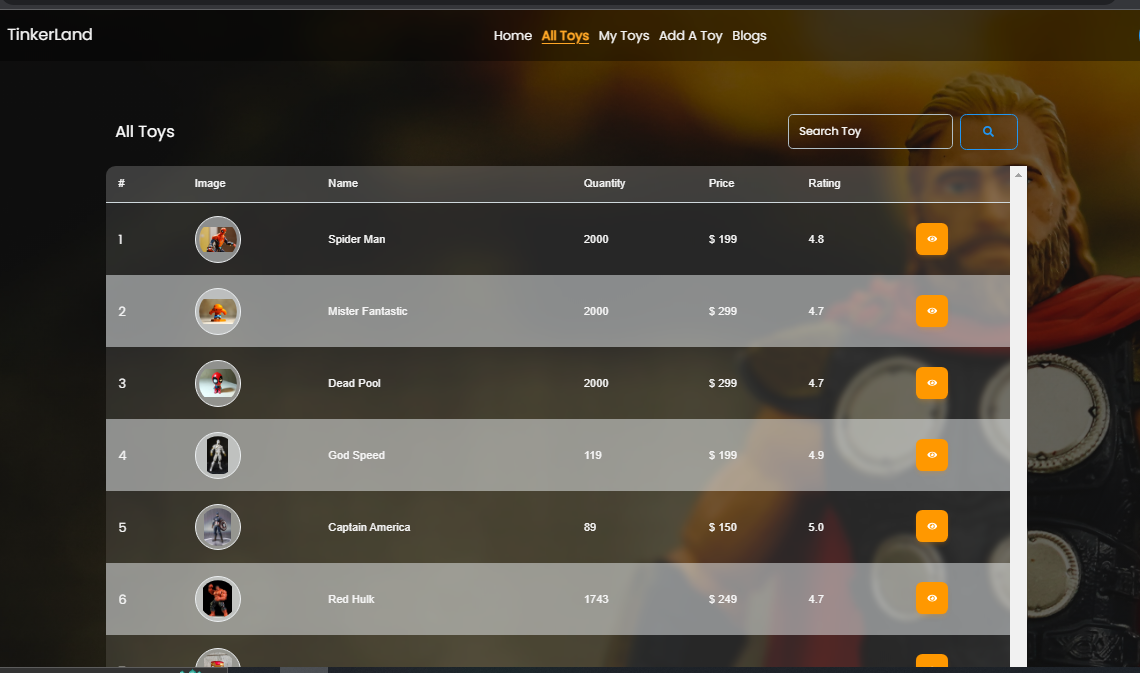 TinkerLand
Home All Toys My Toys Add A Toy Blogs
All Toys
Search Toy
# Image Name Quantity Price Rating
1 Spider Man 2000 $ 199 4.8
2 Mister Fantastic 2000 $ 299 4.7
3 Dead Pool 2000 $ 299 4.7
4 God Speed 119 $ 199 4.9
5 Captain America 89 $ 150 5.0
6 Red Hulk 1743 $ 249 4.7